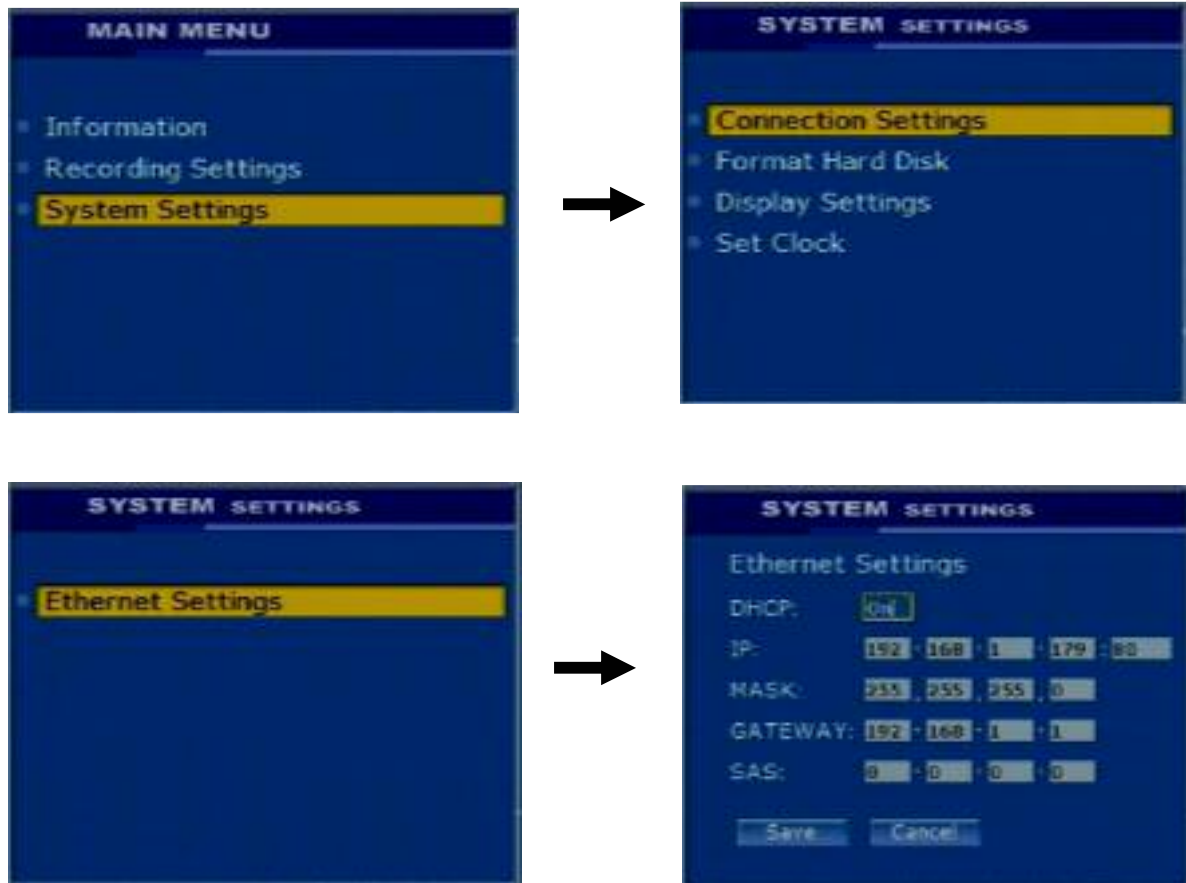 MAIN MENU
Information
Recording Settings
System Settings
SYSTEM SETTINGS
Connection Settings
Format Hard Disk
Display Settings
Set Clock
SYSTEM SETTINGS
Ethernet Settings
SYSTEM SETTINGS
Ethernet Settings
DHCP: On
IP: 192 . 168 . 1 . 179 : 80
MASK: 255 . 255 . 255 . 0
GATEWAY: 192 . 168 . 1 . 1
SAS: 0 . 0 . 0 . 0
Save Cancel